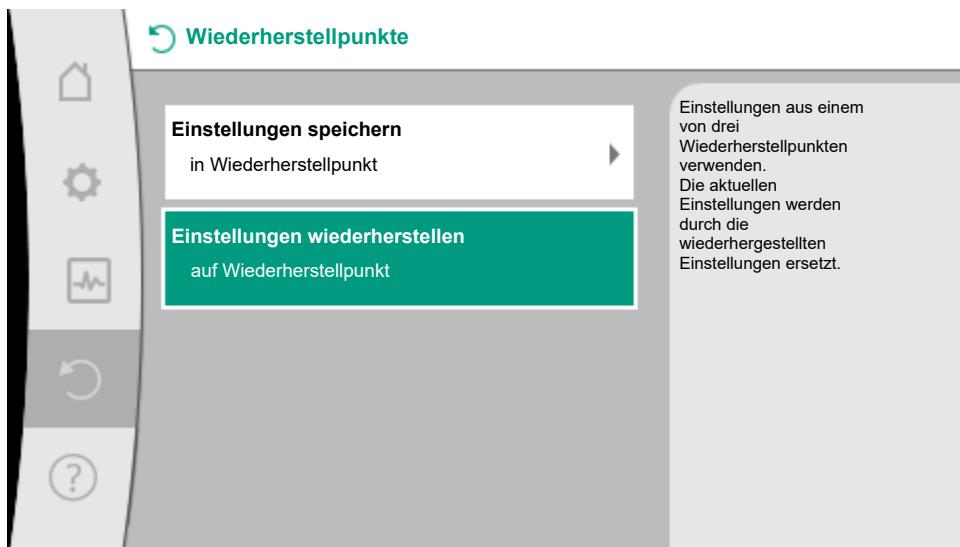 Wiederherstellpunkte
Einstellungen speichern
in Wiederherstellpunkt
Einstellungen wiederherstellen
auf Wiederherstellpunkt
Einstellungen aus einem
von drei
Wiederherstellpunkten
verwenden.
Die aktuellen
Einstellungen werden
durch die
wiederhergestellten
Einstellungen ersetzt.
?